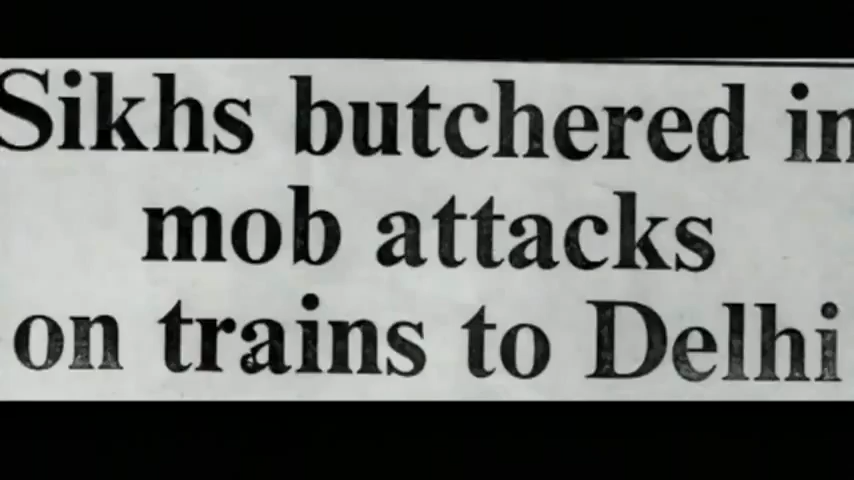 Sikhs butchered in
mob attacks
on trains to Delhi